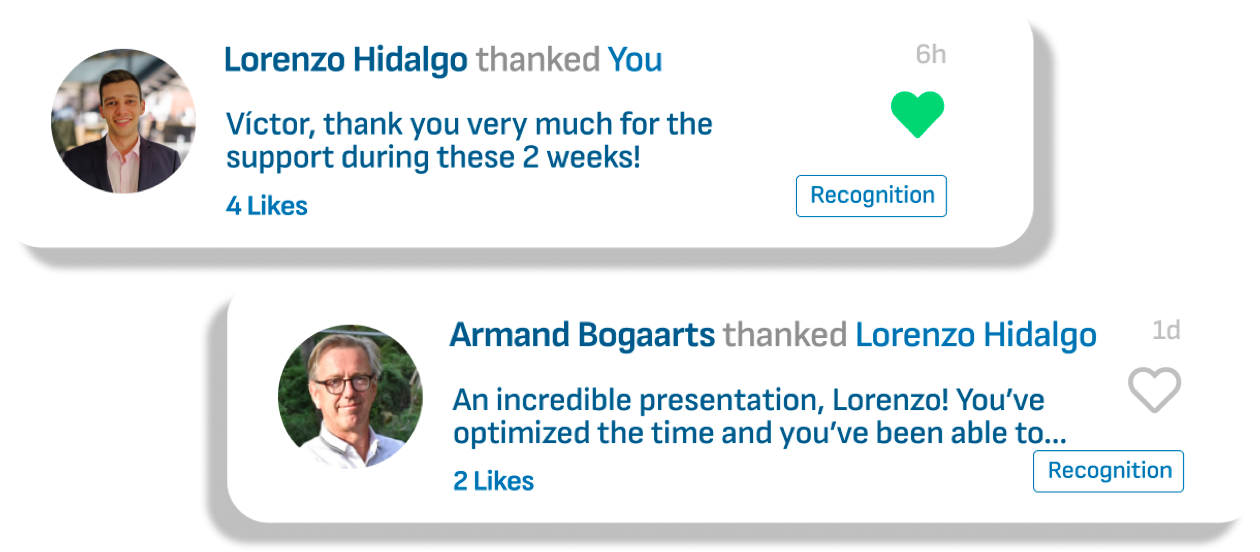 Lorenzo Hidalgo thanked You
6h
Víctor, thank you very much for the
support during these 2 weeks!
4 Likes
Recognition
Armand Bogaarts thanked Lorenzo Hidalgo
1d
An incredible presentation, Lorenzo! You’ve
optimized the time and you’ve been able to...
2 Likes
Recognition